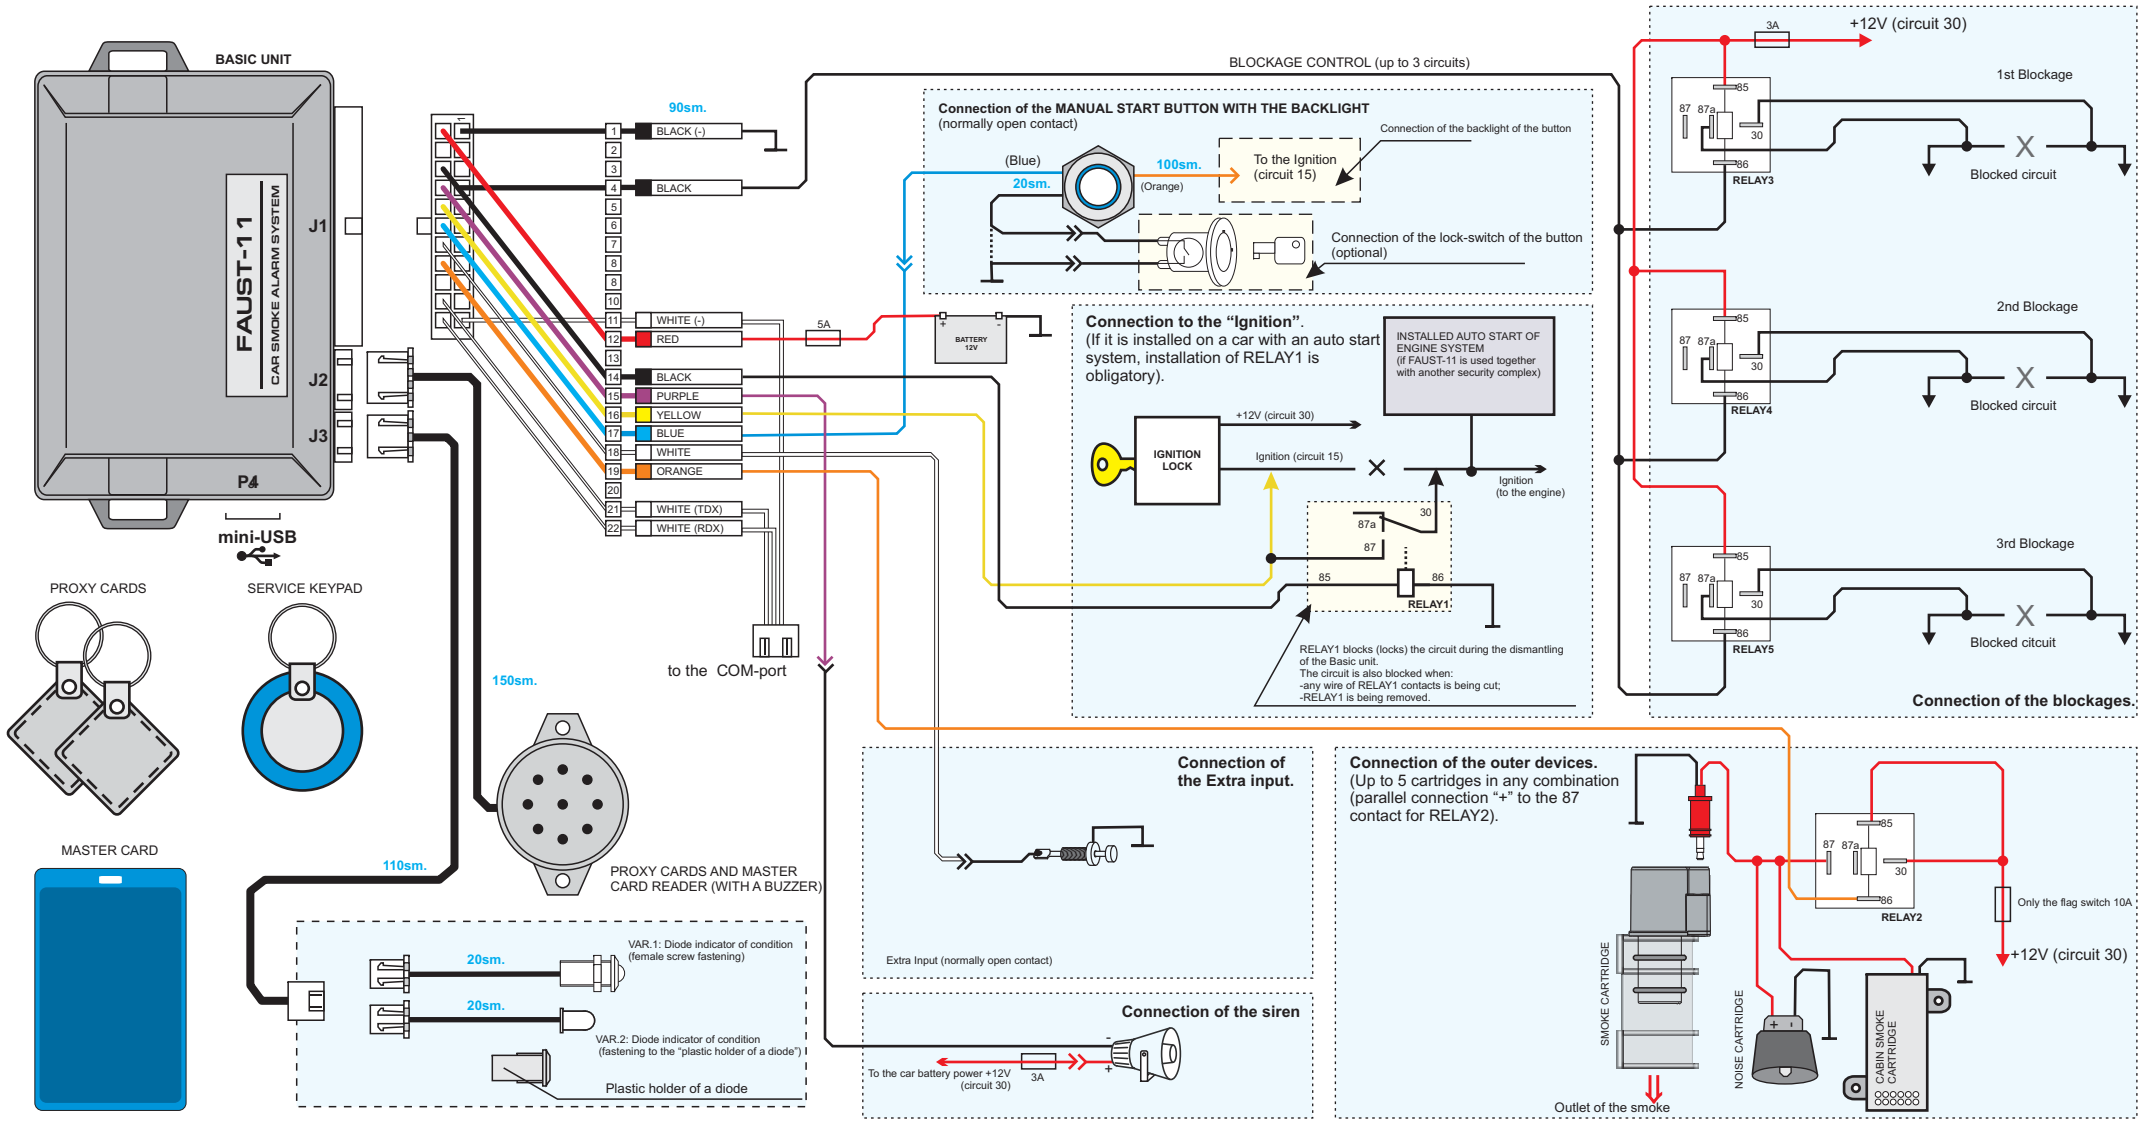 BASIC UNIT
FAUST-11
CAR SMOKE ALARM SYSTEM
J1
J2
J3
mini-USB
PROXY CARDS
SERVICE KEYPAD
MASTER CARD
90sm.
1
1 BLACK (-)
2
3
4 BLACK
5
6
7
8
8
10
11 WHITE (-)
12 RED
13
14 BLACK
15 PURPLE
16 YELLOW
17 BLUE
18 WHITE
19 ORANGE
20
21 WHITE (TDX)
22 WHITE (RDX)
5A
+ -
BATTERY
12V
to the COM-port
150sm.
110sm.
PROXY CARDS AND MASTER
CARD READER (WITH A BUZZER)
20sm.
VAR.1: Diode indicator of condition
(female screw fastening)
20sm.
VAR.2: Diode indicator of condition
(fastening to the “plastic holder of a diode”)
Plastic holder of a diode
BLOCKAGE CONTROL (up to 3 circuits)
Connection of the MANUAL START BUTTON WITH THE BACKLIGHT
(normally open contact)
(Blue)
20sm.
100sm.
(Orange)
To the Ignition
(circuit 15)
Connection of the backlight of the button
Connection of the lock-switch of the button
(optional)
Connection to the “Ignition”.
(If it is installed on a car with an auto start
system, installation of RELAY1 is
obligatory).
INSTALLED AUTO START OF
ENGINE SYSTEM
(if FAUST-11 is used together
with another security complex)
IGNITION
LOCK
+12V (circuit 30)
Ignition (circuit 15)
X
Ignition
(to the engine)
30
87a
87
85
86
RELAY1
RELAY1 blocks (locks) the circuit during the dismantling
of the Basic unit.
The circuit is also blocked when:
-any wire of RELAY1 contacts is being cut;
-RELAY1 is being removed.
3A
+12V (circuit 30)
1st Blockage
85
87 87a
30
86
RELAY3
X
Blocked circuit
2nd Blockage
85
87 87a
30
86
RELAY4
X
Blocked circuit
3rd Blockage
85
87 87a
30
86
RELAY5
X
Blocked citcuit
Connection of the blockages.
Connection of
the Extra input.
Extra Input (normally open contact)
Connection of the siren
-
+
To the car battery power +12V
(circuit 30)
3A
Connection of the outer devices.
(Up to 5 cartridges in any combination
(parallel connection “+” to the 87
contact for RELAY2).
85
87 87a
30
86
RELAY2
Only the flag switch 10A
+12V (circuit 30)
SMOKE CARTRIDGE
Outlet of the smoke
NOISE CARTRIDGE
+ -
CABIN SMOKE
CARTRIDGE